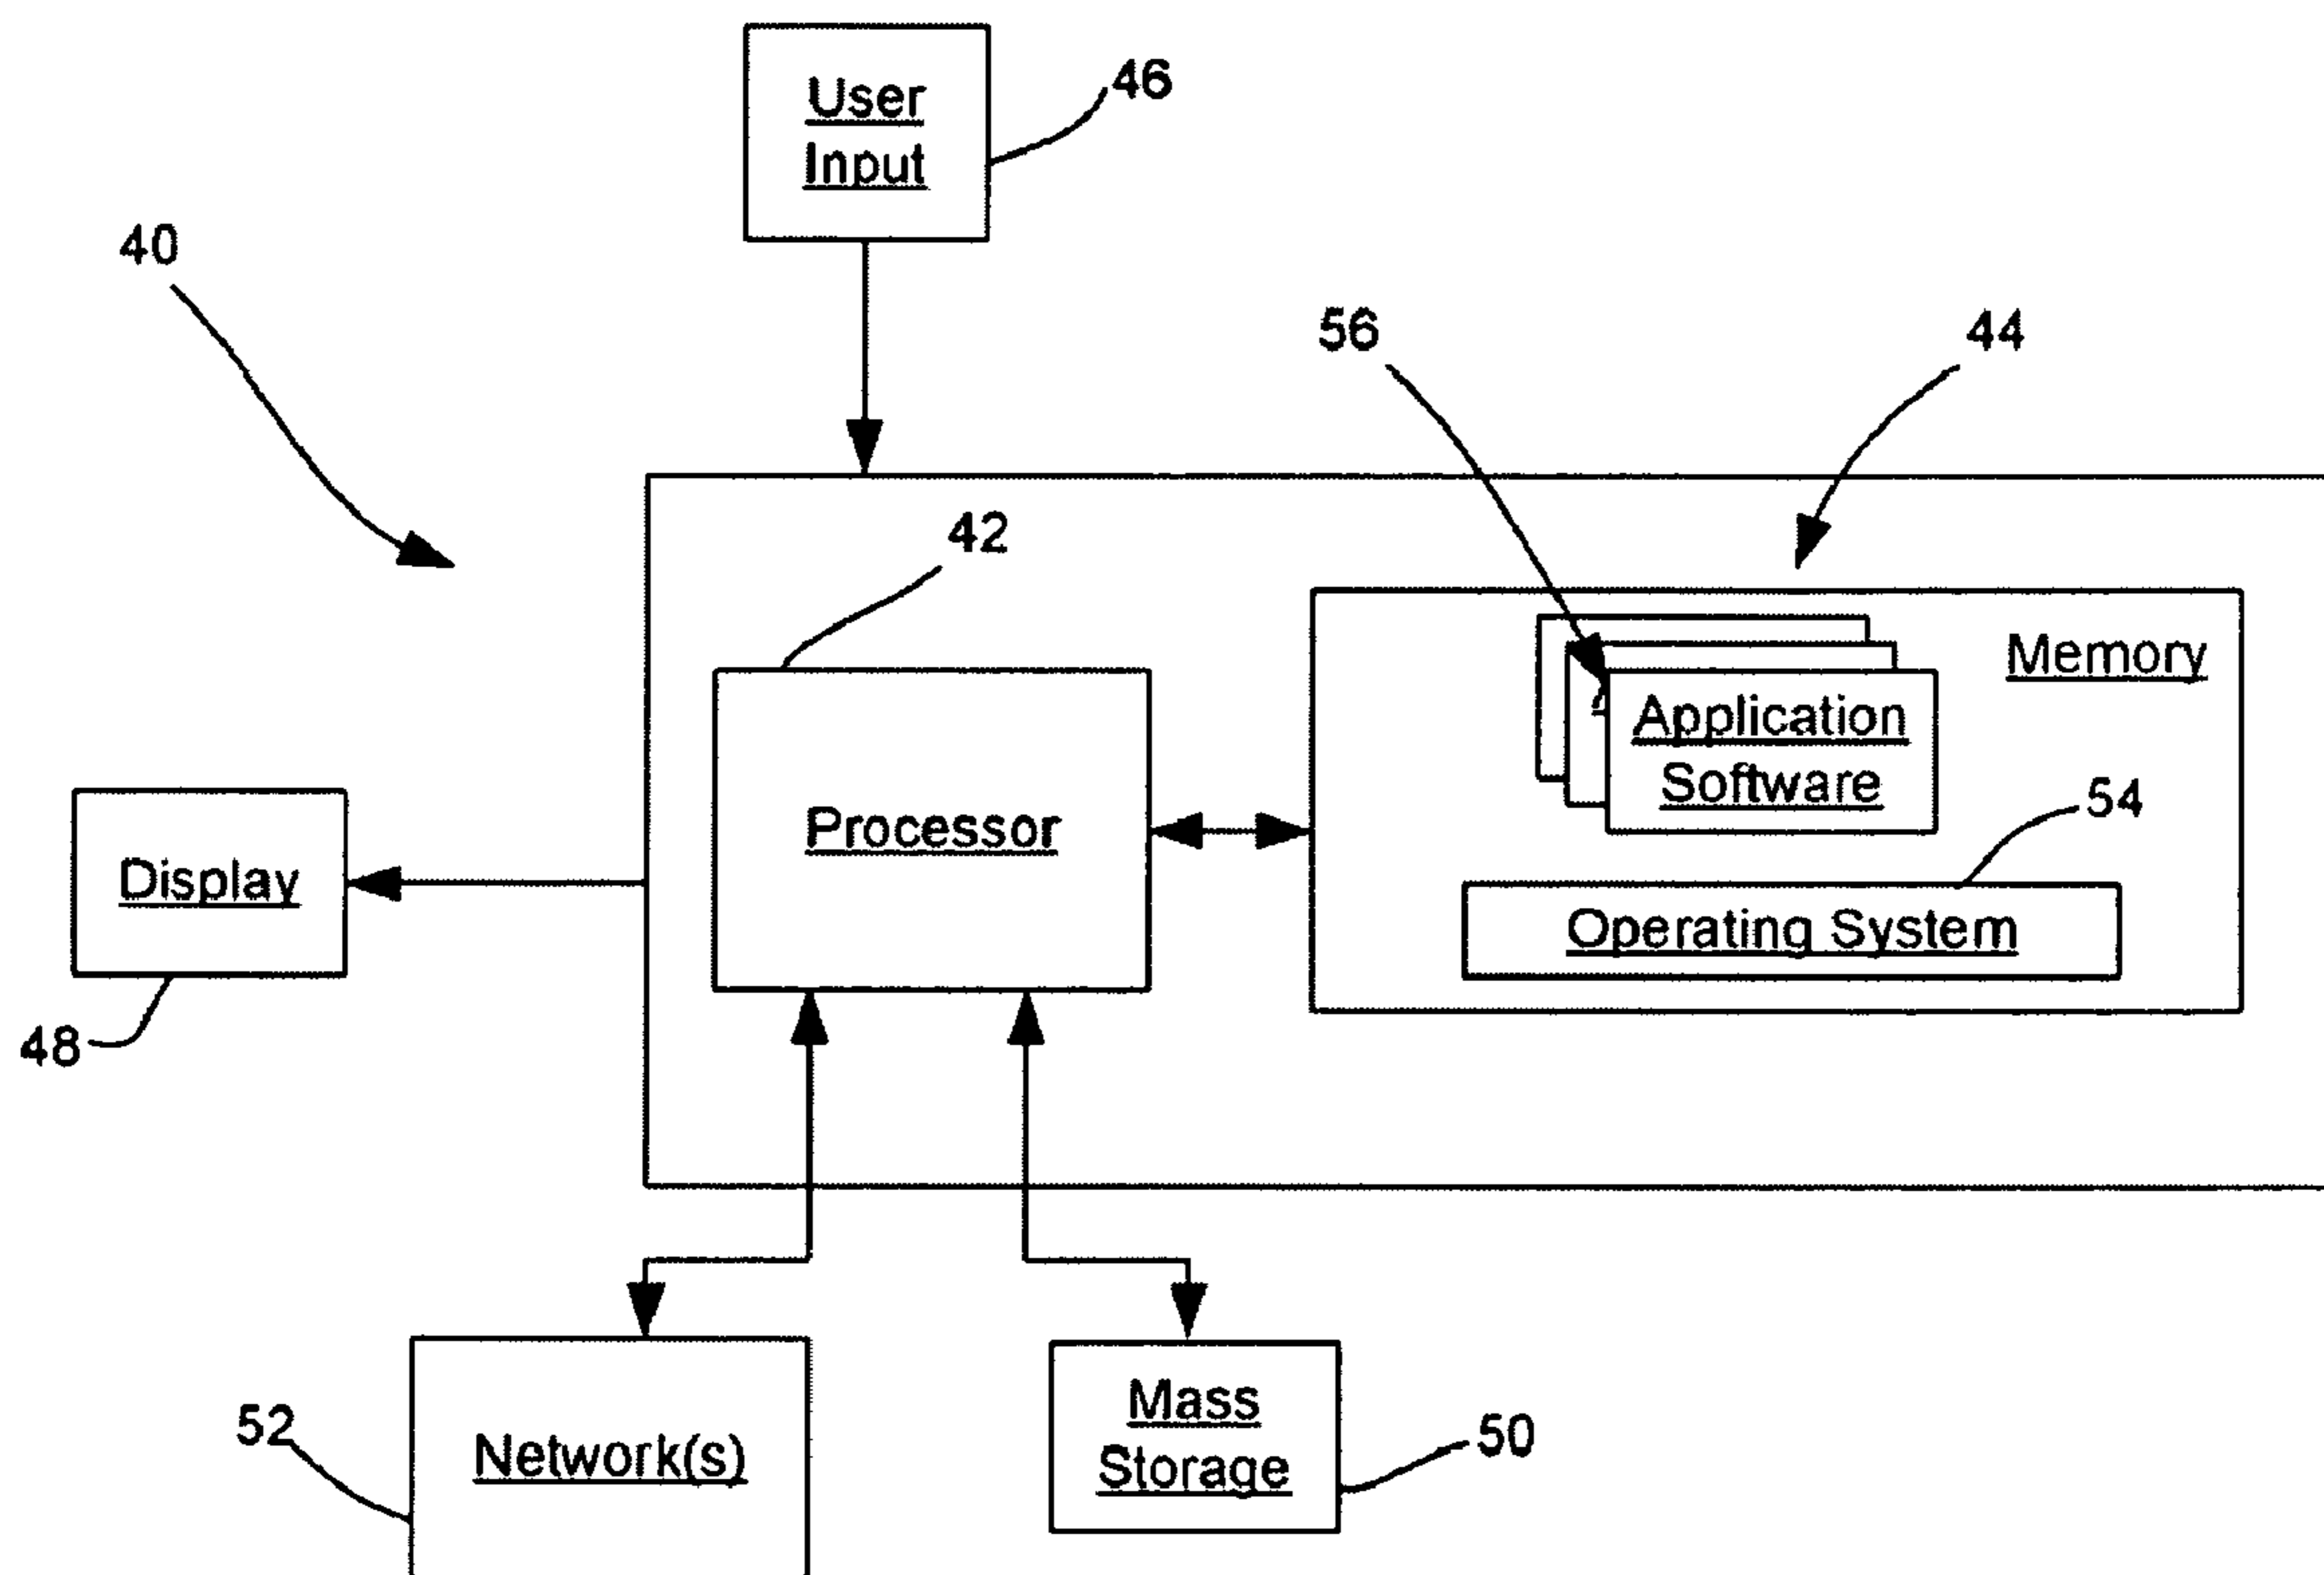 User
Input
46
40
56
44
42
Memory
Application
Software
54
Processor
Display
Operating System
48
Mass
Storage
50
52
Network(s)